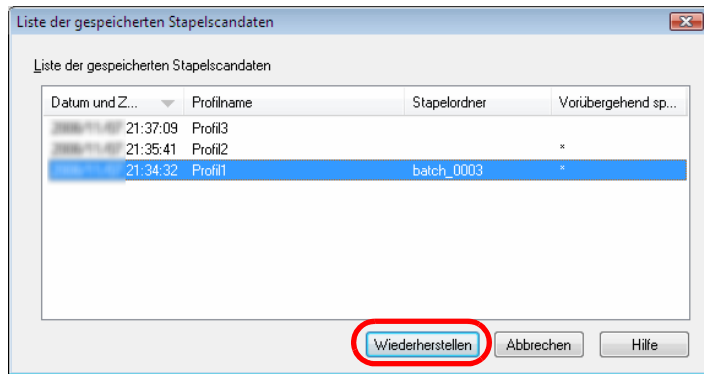 Liste der gespeicherten Stapelscandaten
Liste der gespeicherten Stapelscandaten
Datum und Z... Profilname Stapelordner Vorübergehend sp...
21:37:09 Profil3
21:35:41 Profil2 *
21:34:32 Profil1 batch_0003 *
Wiederherstellen Abbrechen Hilfe